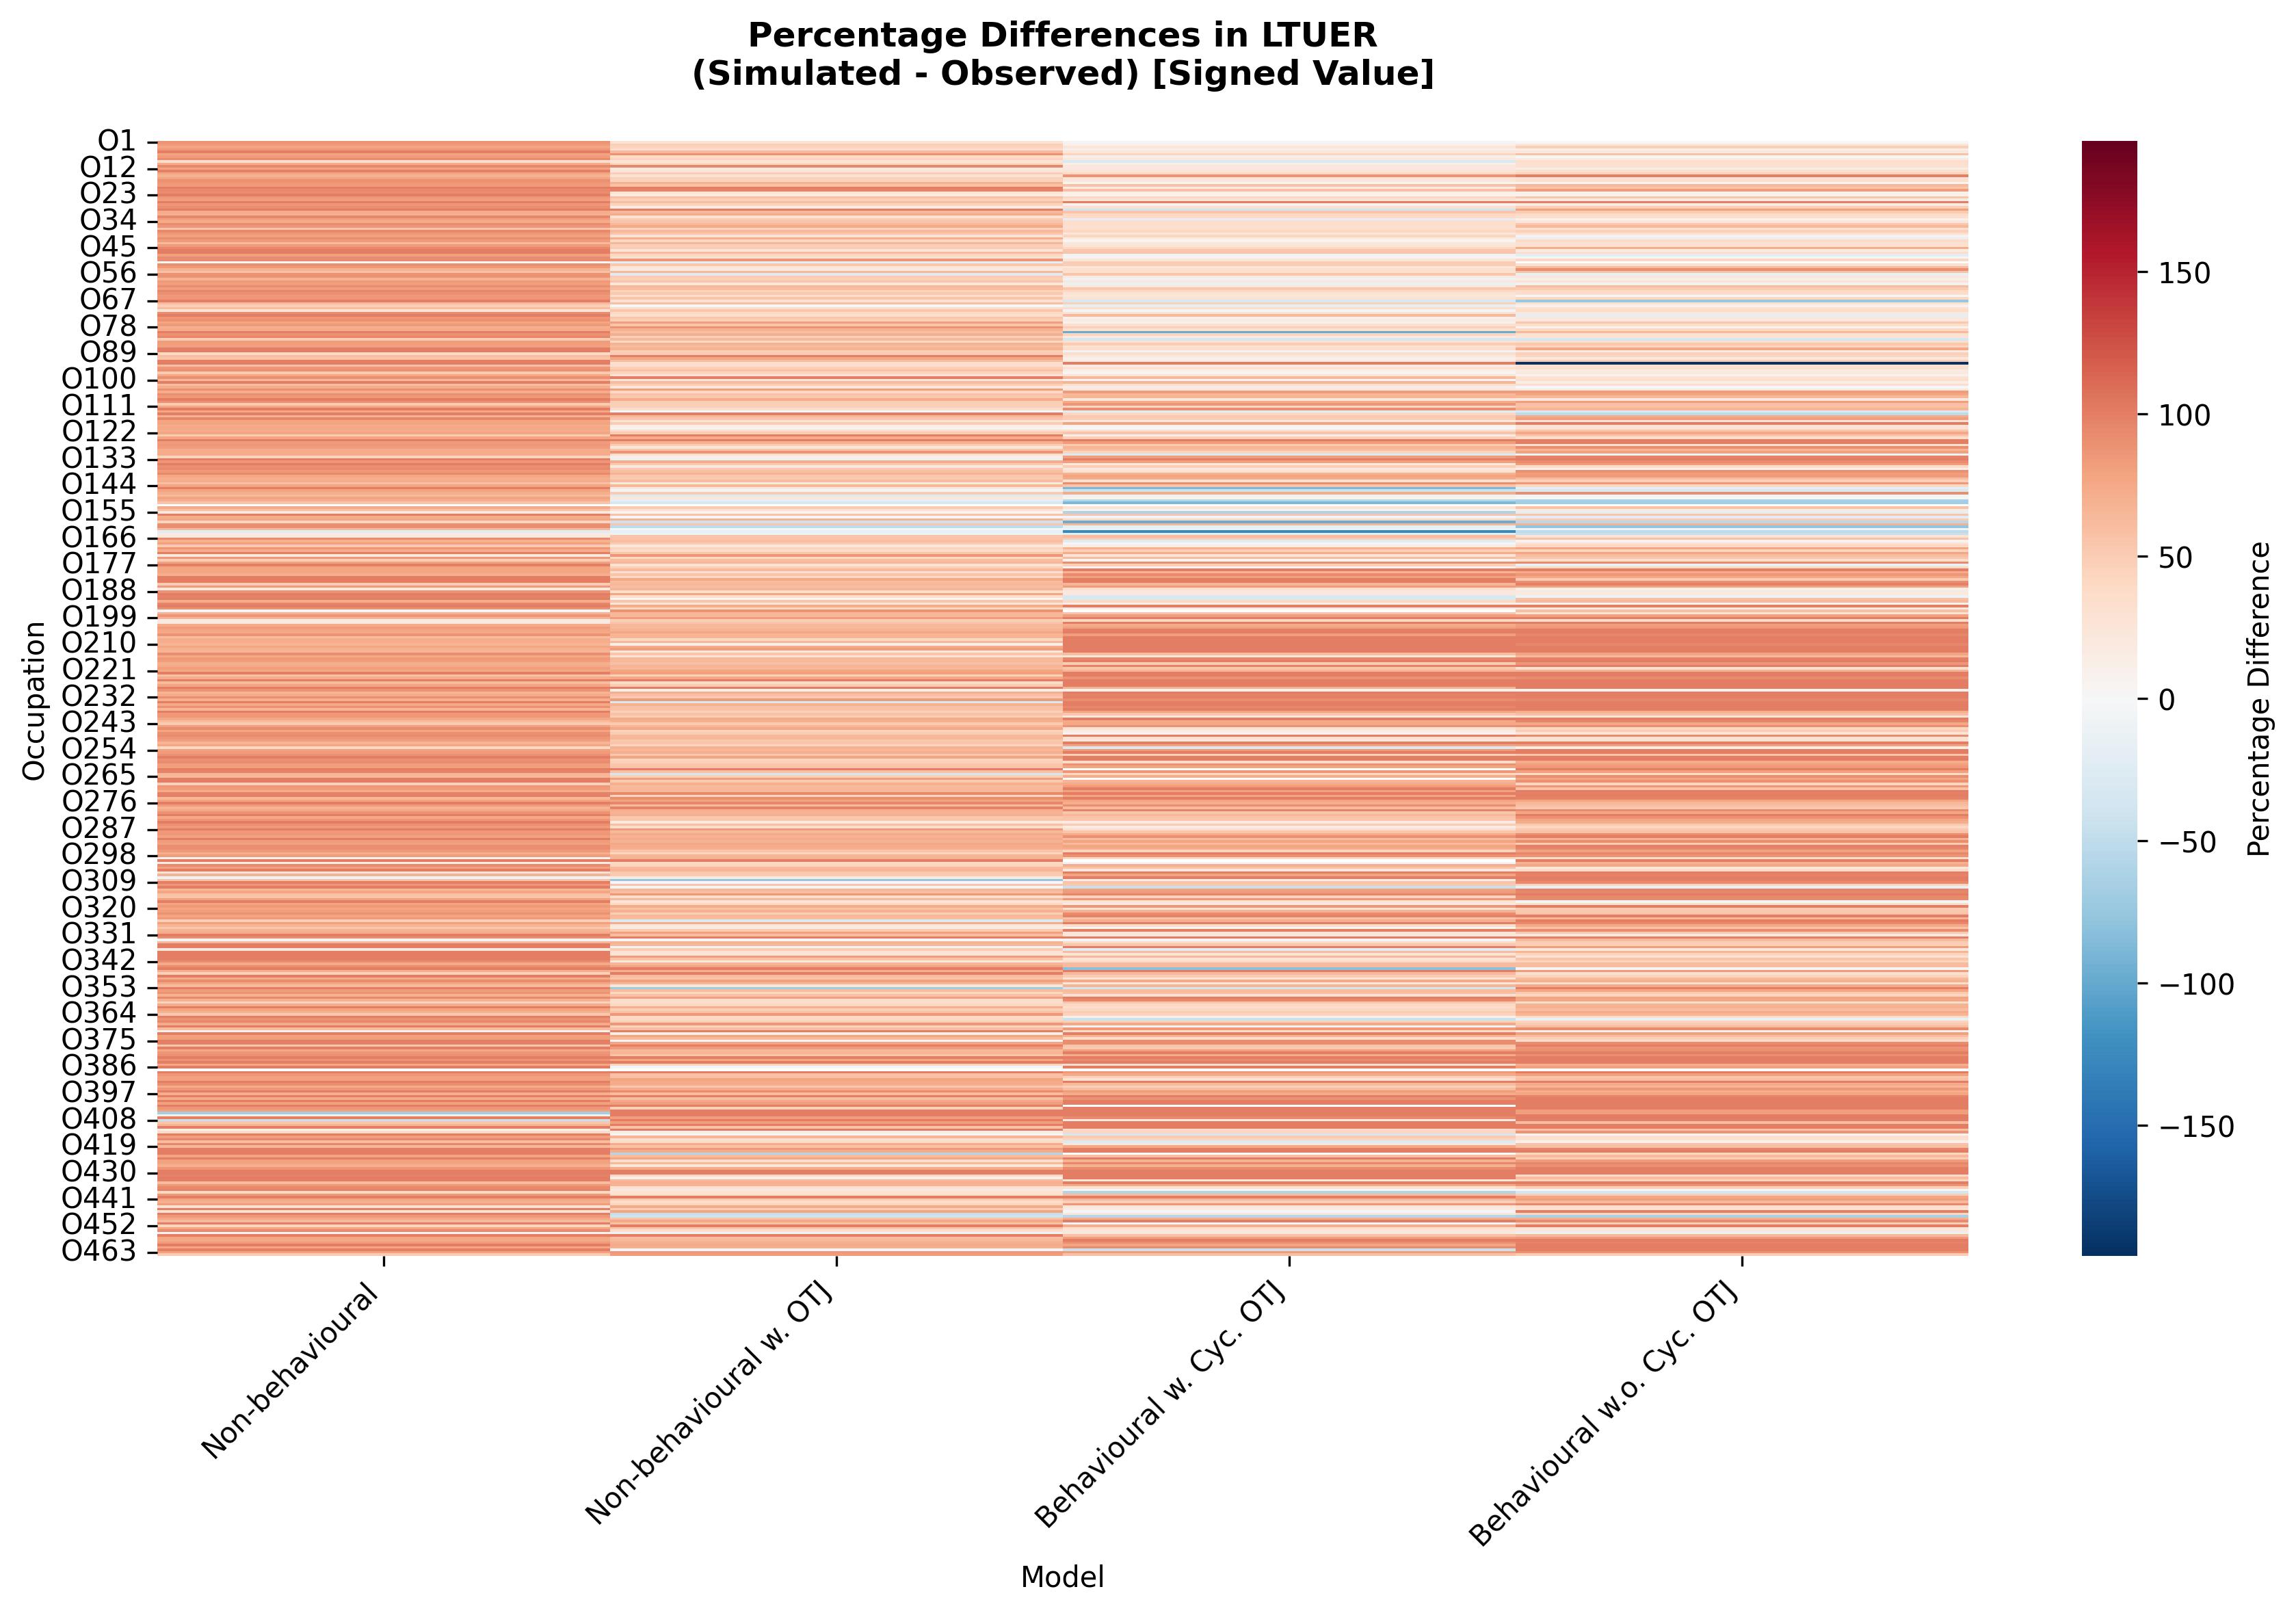 Percentage Differences in LTUER
(Simulated - Observed) [Signed Value]
Occupation
O1
O12
O23
O34
O45
O56
O67
O78
O89
O100
O111
O122
O133
O144
O155
O166
O177
O188
O199
O210
O221
O232
O243
O254
O265
O276
O287
O298
O309
O320
O331
O342
O353
O364
O375
O386
O397
O408
O419
O430
O441
O452
O463
Non-behavioural
Non-behavioural w. OTJ
Behavioural w. Cyc. OTJ
Behavioural w.o. Cyc. OTJ
Model
150
100
50
0
−50
−100
−150
Percentage Difference